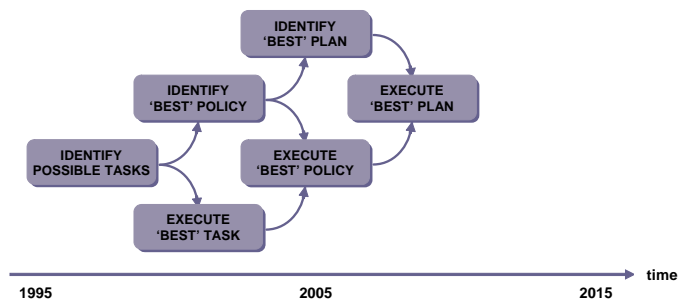 IDENTIFY
‘BEST’ PLAN
IDENTIFY
‘BEST’ POLICY
EXECUTE
‘BEST’ PLAN
IDENTIFY
POSSIBLE TASKS
EXECUTE
‘BEST’ POLICY
EXECUTE
‘BEST’ TASK
time
1995
2005
2015